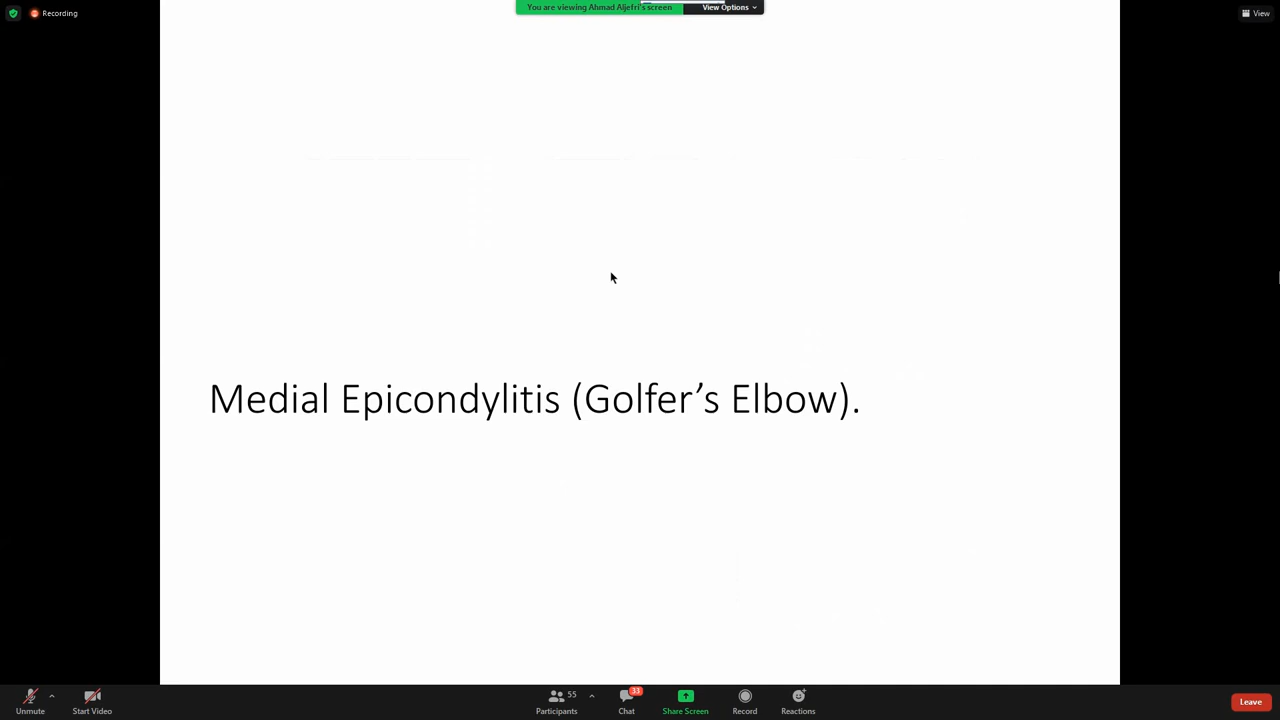 Recording
You are viewing Ahmad Aljefri's screen
View Options
View
Medial Epicondylitis (Golfer’s Elbow).
Unmute
Start Video
55
Participants
33
Chat
Share Screen
Record
Reactions
Leave